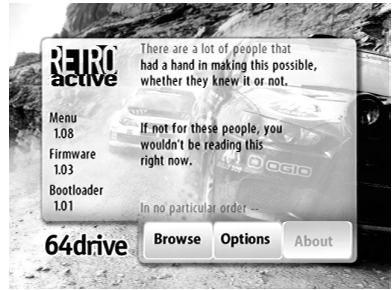 RETRO
active
There are a lot of people that
had a hand in making this possible,
whether they knew it or not.
If not for these people, you
wouldn't be reading this
right now.
In no particular order --
Menu
1.08
Firmware
1.03
Bootloader
1.01
64drive
Browse
Options
About
OGIO